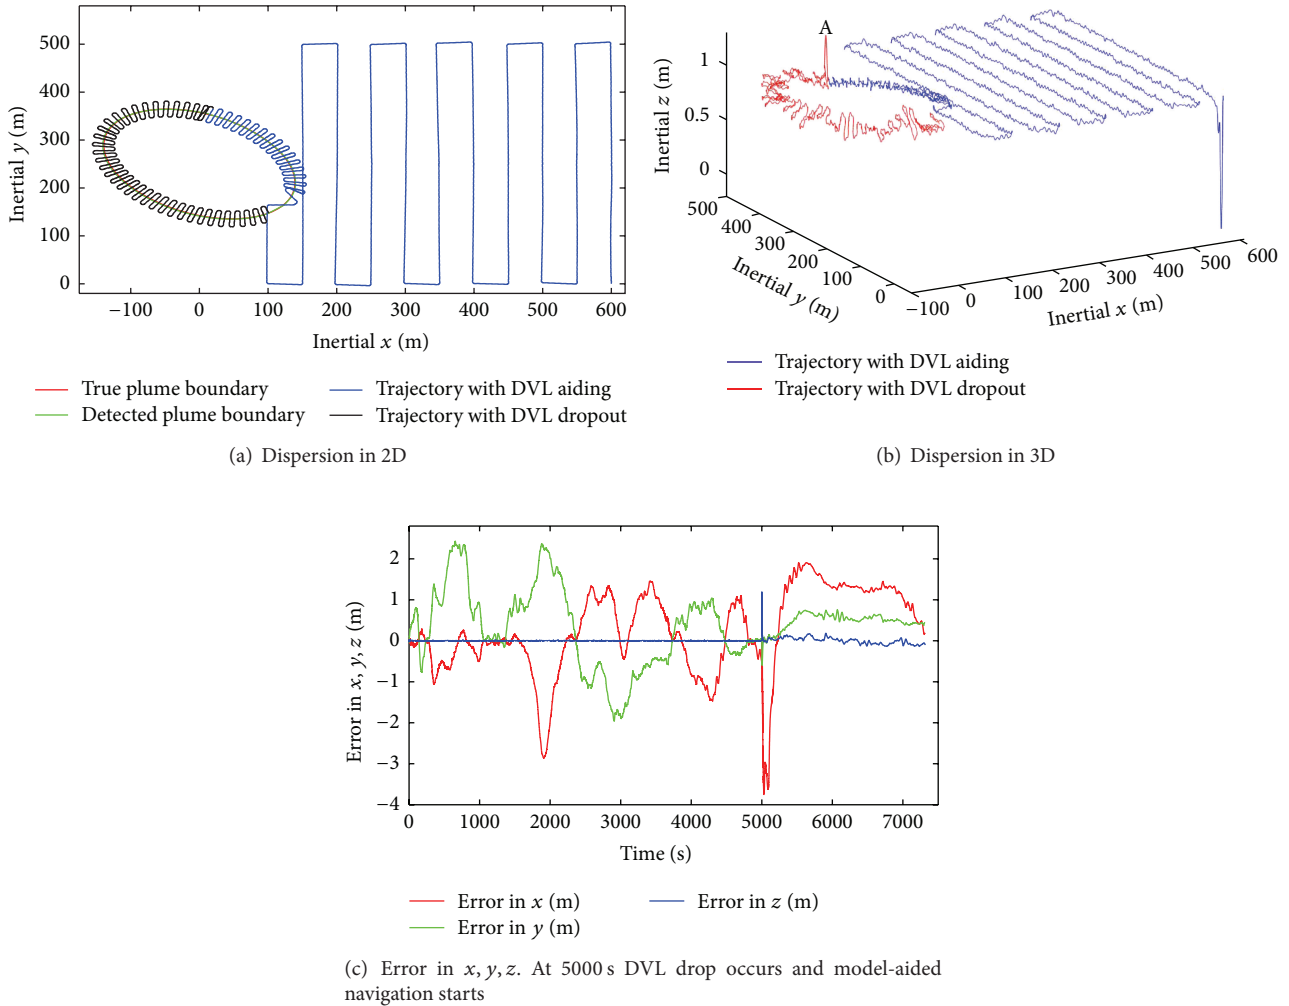 500
400
300
200
100
0
Inertial y (m)
−100 0 100 200 300 400 500 600
Inertial x (m)
True plume boundary
Detected plume boundary
Trajectory with DVL aiding
Trajectory with DVL dropout
(a) Dispersion in 2D
A
1
0.5
0
Inertial z (m)
500
400
300
200
100
0
Inertial y (m)
−100 0 100 200 300 400 500 600
Inertial x (m)
Trajectory with DVL aiding
Trajectory with DVL dropout
(b) Dispersion in 3D
2
1
0
−1
−2
−3
−4
Error in x, y, z (m)
0 1000 2000 3000 4000 5000 6000 7000
Time (s)
Error in x (m)
Error in y (m)
Error in z (m)
(c) Error in x, y, z. At 5000 s DVL drop occurs and model-aided
navigation starts